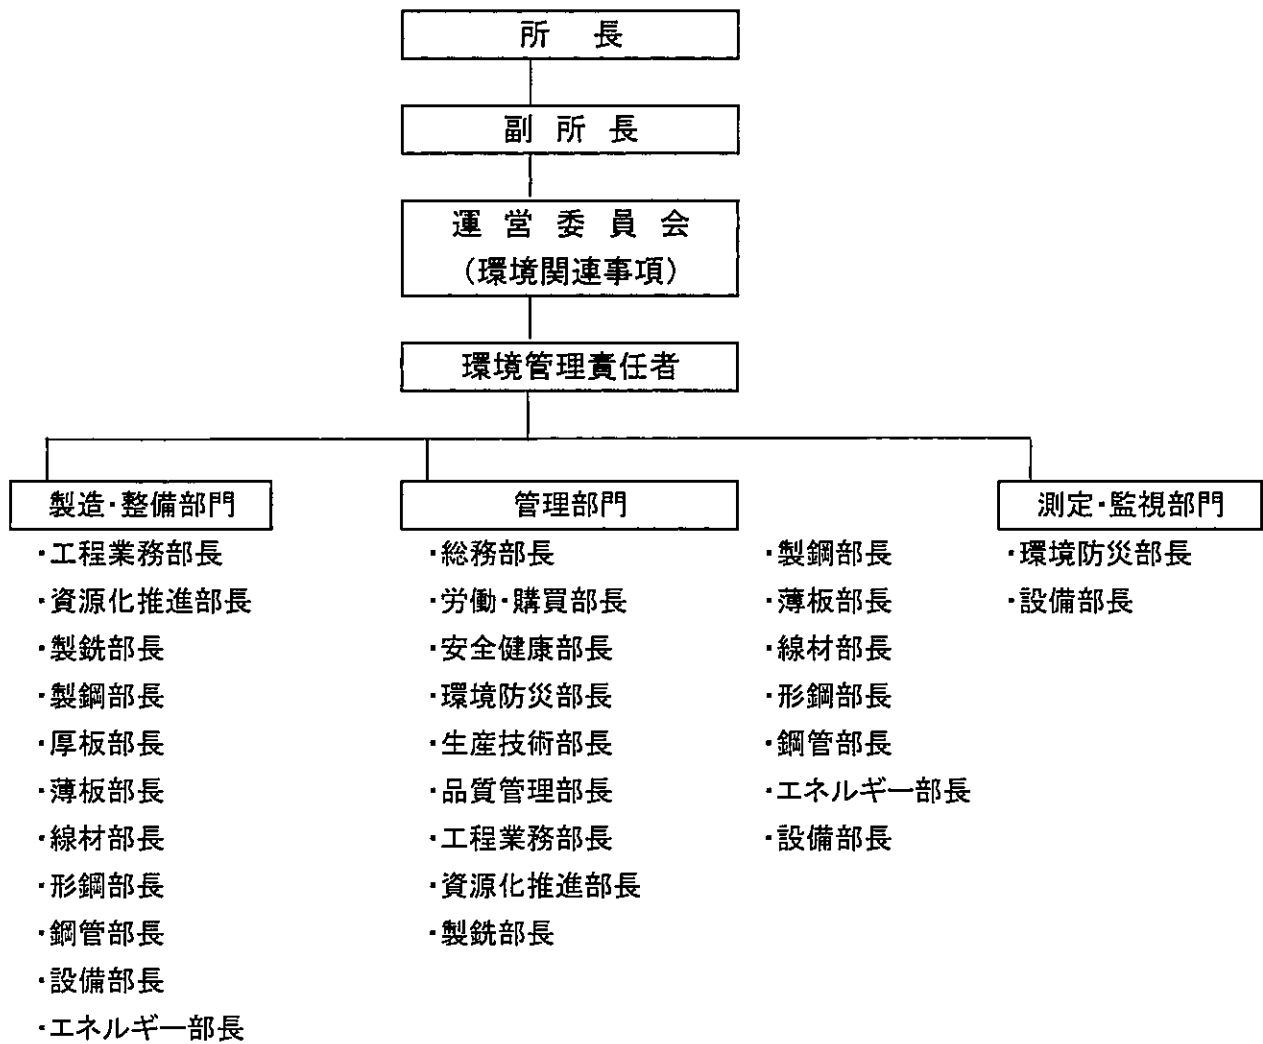 所 長
副 所 長
運 営 委 員 会
(環境関連事項)
環境管理責任者
製造・整備部門
・工程業務部長
・資源化推進部長
・製銑部長
・製鋼部長
・厚板部長
・薄板部長
・線材部長
・形鋼部長
・鋼管部長
・設備部長
・エネルギー部長
管理部門
・総務部長
・労働・購買部長
・安全健康部長
・環境防災部長
・生産技術部長
・品質管理部長
・工程業務部長
・資源化推進部長
・製銑部長
・製鋼部長
・薄板部長
・線材部長
・形鋼部長
・鋼管部長
・エネルギー部長
・設備部長
測定・監視部門
・環境防災部長
・設備部長